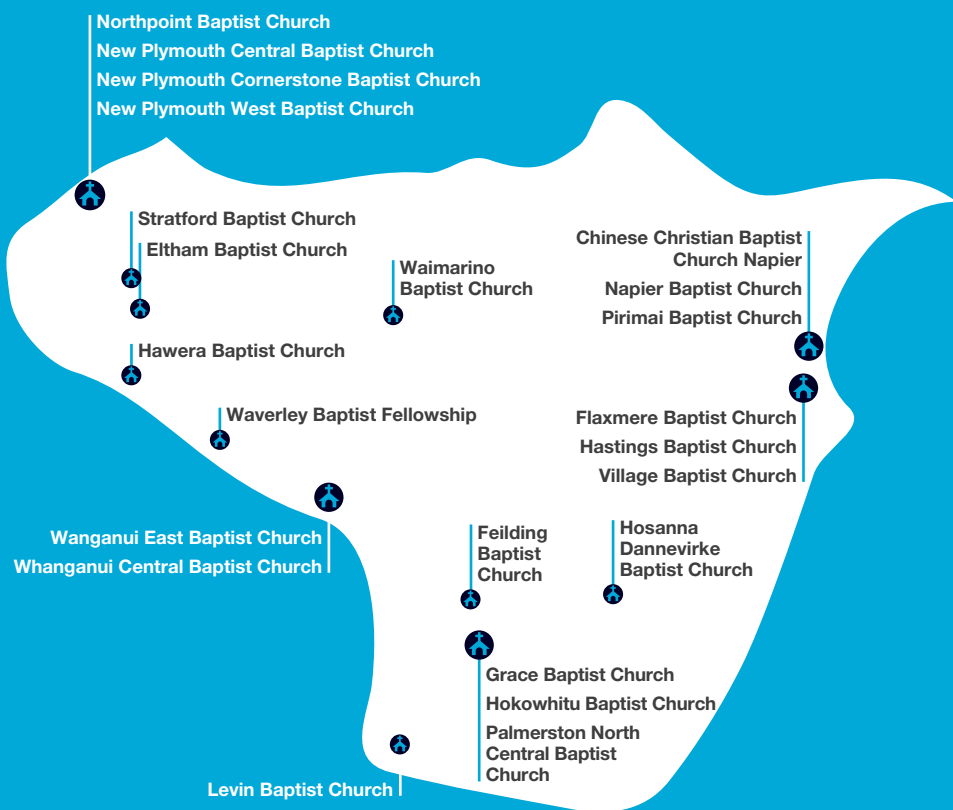 Northpoint Baptist Church
New Plymouth Central Baptist Church
New Plymouth Cornerstone Baptist Church
New Plymouth West Baptist Church
Stratford Baptist Church
Eltham Baptist Church
Waimarino
Baptist Church
Chinese Christian Baptist
Church Napier
Napier Baptist Church
Pirimai Baptist Church
Hawera Baptist Church
Waverley Baptist Fellowship
Flaxmere Baptist Church
Hastings Baptist Church
Village Baptist Church
Wanganui East Baptist Church
Whanganui Central Baptist Church
Feilding
Baptist
Church
Hosanna
Dannevirke
Baptist Church
Grace Baptist Church
Hokowhitu Baptist Church
Palmerston North
Central Baptist
Church
Levin Baptist Church